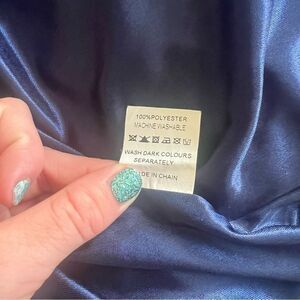 100%POLYESTER
MACHINE WASHABLE
WASH DARK COLOURS
SEPARATELY
DE IN CHAIN